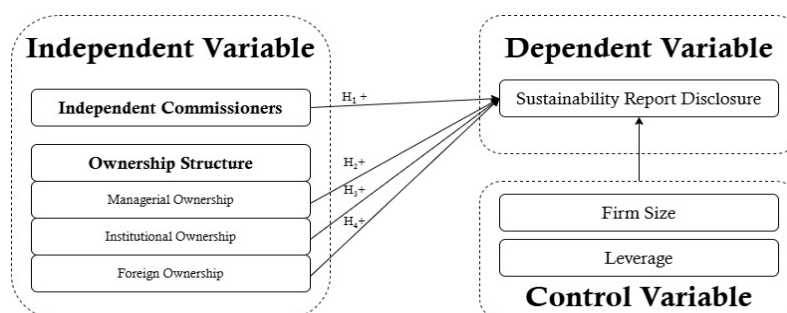 Independent Variable
Independent Commissioners
Ownership Structure
Managerial Ownership
Institutional Ownership
Foreign Ownership
H₁ +
H₂+
H₃+
H₄+
Dependent Variable
Sustainability Report Disclosure
Firm Size
Leverage
Control Variable